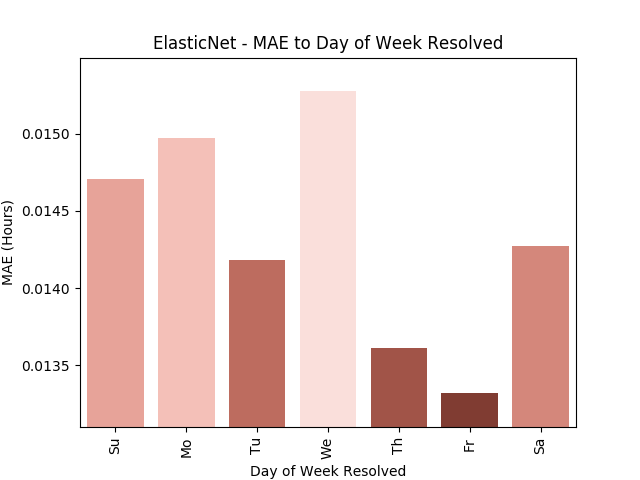 ElasticNet - MAE to Day of Week Resolved
MAE (Hours)
0.0150
0.0145
0.0140
0.0135
Su
Mo
Tu
We
Th
Fr
Sa
Day of Week Resolved